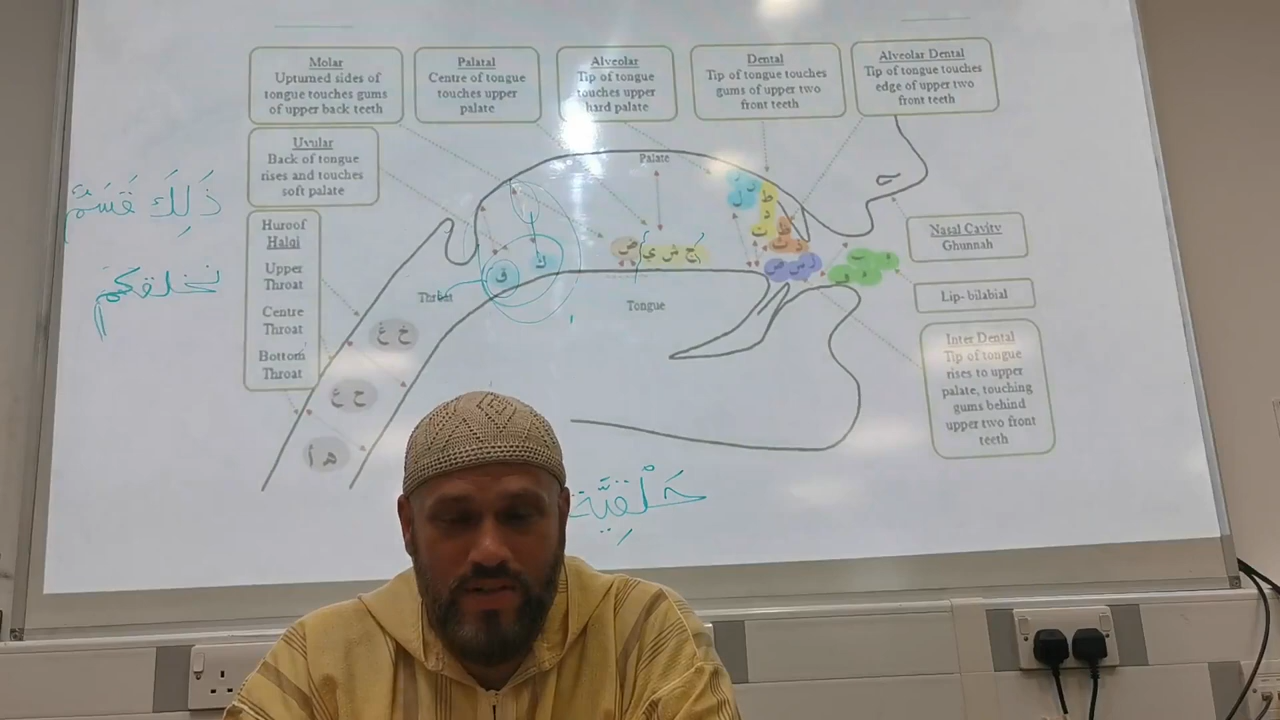 Molar
Upturned sides of
tongue touches gums
of upper back teeth
Palatal
Centre of tongue
touches upper
palate
Alveolar
Tip of tongue
touches upper
hard palate
Dental
Tip of tongue touches
gums of upper two
front teeth
Alveolar Dental
Tip of tongue touches
edge of upper two
front teeth
Uvular
Back of tongue
rises and touches
soft palate
Palate
ذَلِكَ قَسَمٌ
نخلقكم
Huroof
Halqi
Upper
Throat
Centre
Throat
Bottom
Throat
Throat
ق
ك
ض
ج ش ي
ل
ط
د
ت
ظ
Tongue
Nasal Cavity
Ghunnah
Lip- bilabial
Inter Dental
Tip of tongue
rises to upper
palate, touching
gums behind
upper two front
teeth
خ غ
ح ع
ه أ
حَلْقِيَّة